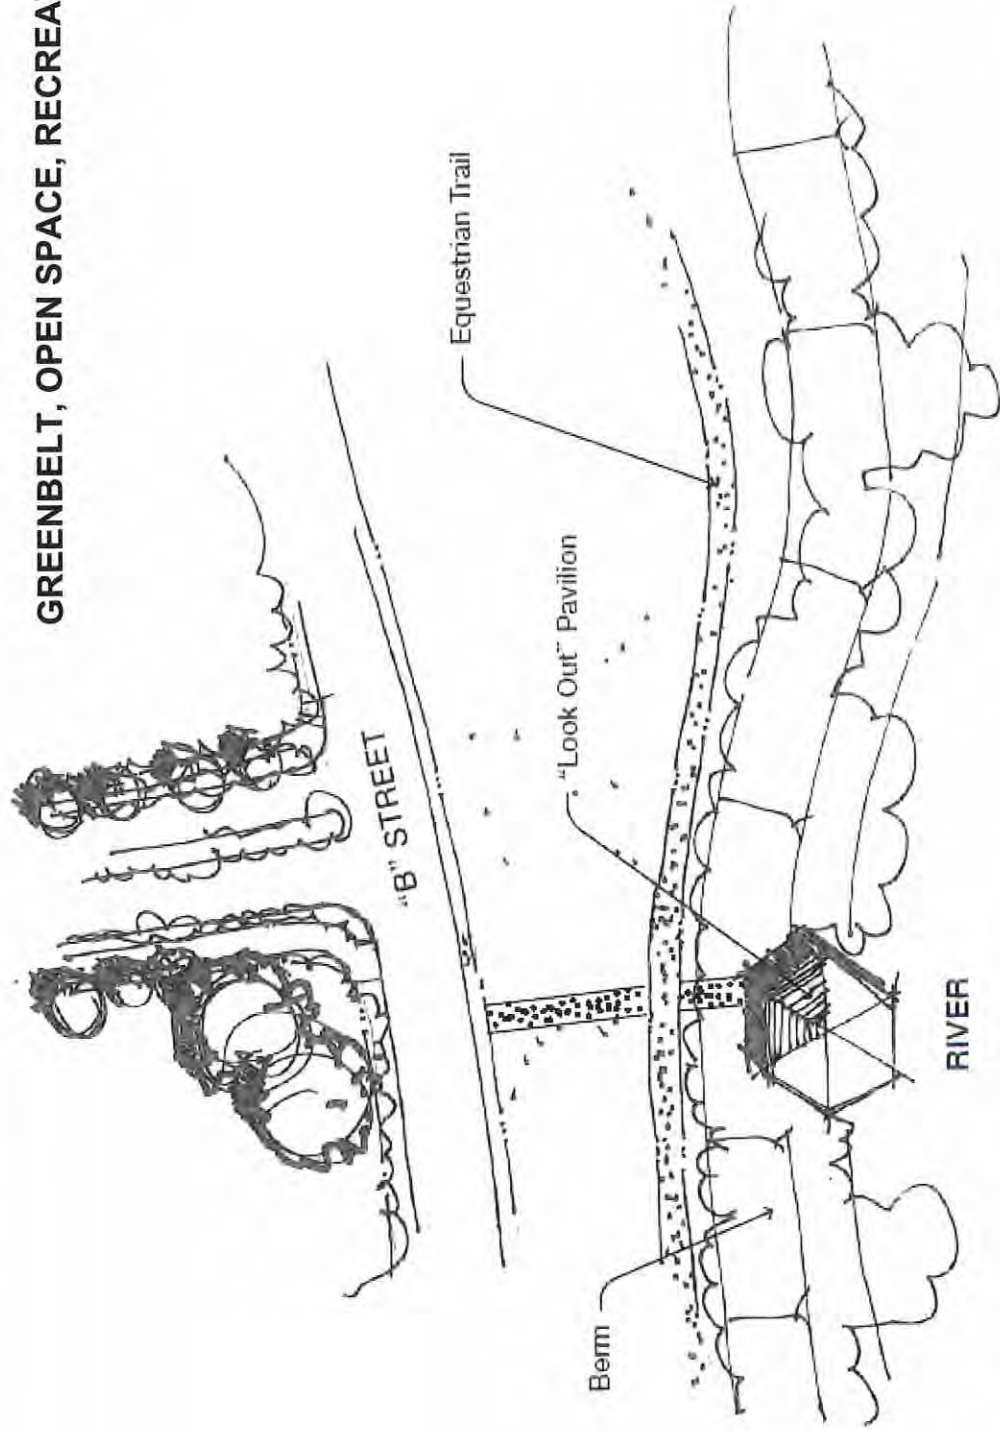 GREENBELT, OPEN SPACE, RECREA
Equestrian Trail
"Look Out" Pavilion
"B" STREET
Berm
RIVER